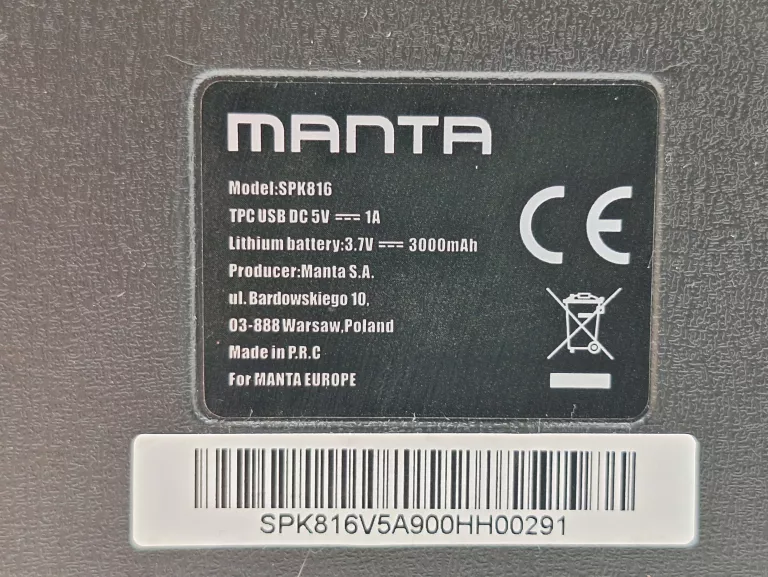 MANTA
Model:SPK816
TPC USB DC 5V ⎓ 1A
Lithium battery:3.7V ⎓ 3000mAh
Producer:Manta S.A.
ul. Bardowskiego 10,
03-888 Warsaw,Poland
Made in P.R.C
For MANTA EUROPE
CE
SPK816V5A900HH00291